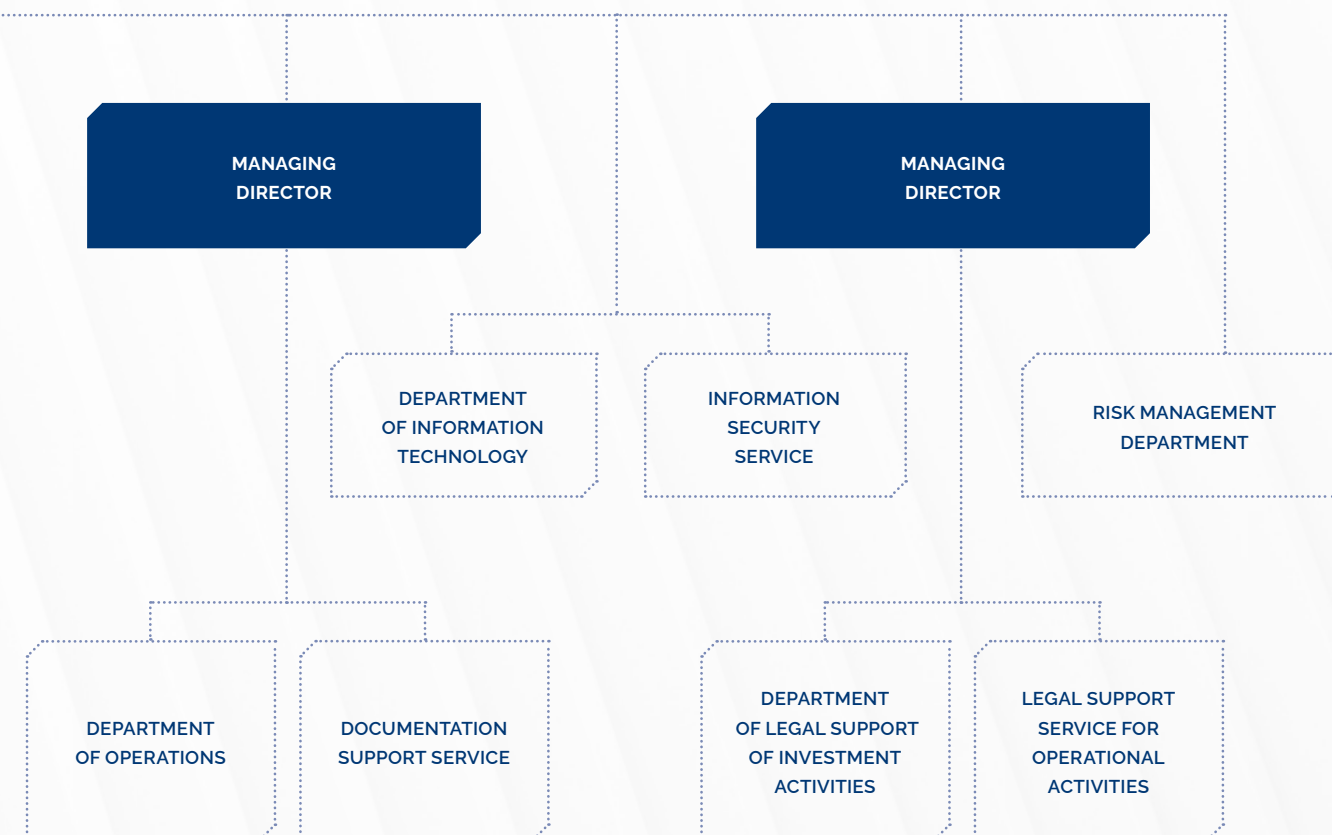 MANAGING
DIRECTOR
MANAGING
DIRECTOR
DEPARTMENT
OF INFORMATION
TECHNOLOGY
INFORMATION
SECURITY
SERVICE
RISK MANAGEMENT
DEPARTMENT
DEPARTMENT
OF OPERATIONS
DOCUMENTATION
SUPPORT SERVICE
DEPARTMENT
OF LEGAL SUPPORT
OF INVESTMENT
ACTIVITIES
LEGAL SUPPORT
SERVICE FOR
OPERATIONAL
ACTIVITIES